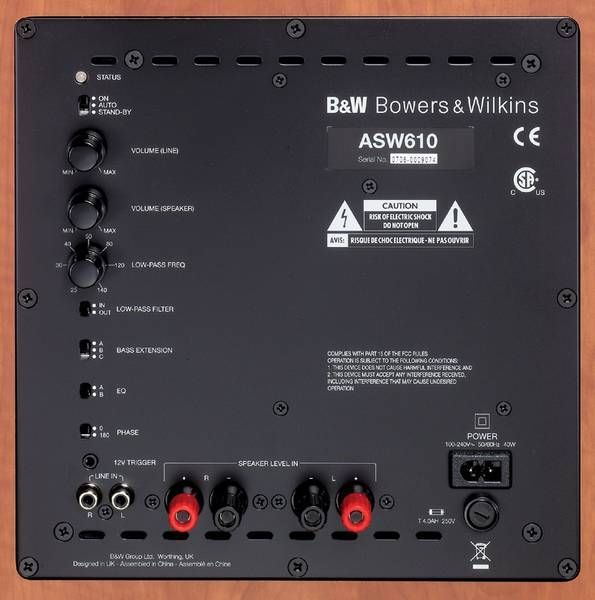 STATUS
ON
AUTO
STAND-BY
B&W Bowers & Wilkins
ASW610
Serial No. 0706-0009074
CE
VOLUME (LINE)
MIN MAX
SA
C US
VOLUME (SPEAKER)
MIN MAX
CAUTION
RISK OF ELECTRIC SHOCK
DO NOT OPEN
AVIS: RISQUE DE CHOC ELECTRIQUE - NE PAS OUVRIR
50
40 80
30 120
25 140
LOW-PASS FREQ
IN
OUT
LOW-PASS FILTER
A
B
C
BASS EXTENSION
COMPLIES WITH PART 15 OF THE FCC RULES
OPERATION IS SUBJECT TO THE FOLLOWING CONDITIONS;
1. THIS DEVICE DOES NOT CAUSE HARMFUL INTERFERENCE AND
2. THIS DEVICE MUST ACCEPT ANY INTERFERENCE RECEIVED,
INCLUDING INTERFERENCE THAT MAY CAUSE UNDESIRED
OPERATION
A
B
EQ
0
180
PHASE
POWER
100-240V~ 50/60Hz 40W
12V TRIGGER
SPEAKER LEVEL IN
LINE IN
R L
R L
T 4.0AH 250V
B&W Group Ltd. Worthing, UK
Designed in UK - Assembled in China - Assemblé en Chine